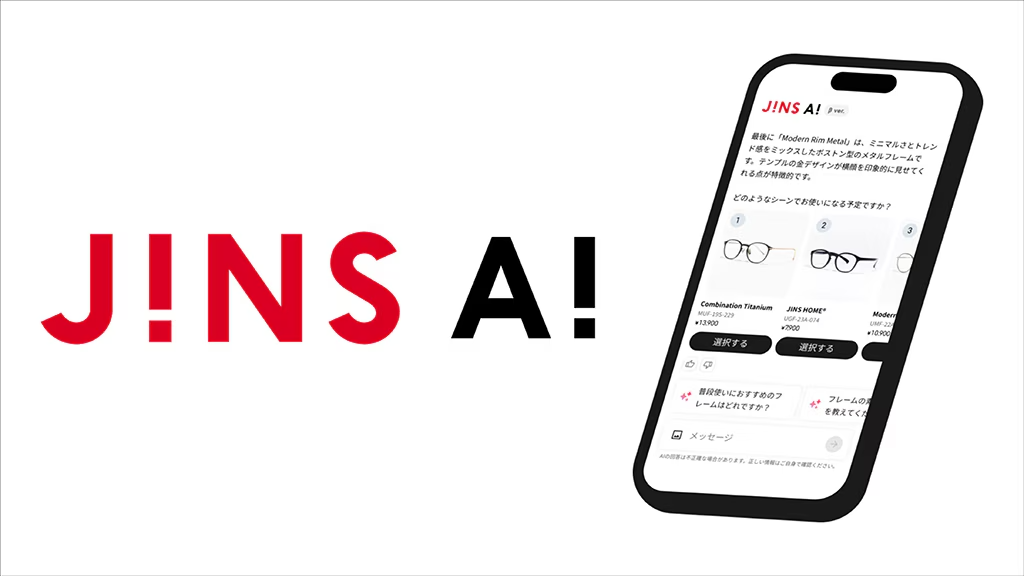 J!NS A!
J!NS A! β ver.
最後に「Modern Rim Metal」は、ミニマルさとトレン
ド感をミックスしたボストン型のメタルフレームで
す。テンプルの金デザインが横顔を印象的に見せてく
れる点が特徴的です。
どのようなシーンでお使いになる予定ですか？
1 2 3
Combination Titanium JINS HOME® Modern
MUF-19S-229 UGF-23A-074 UMF-22A
¥13,900 ¥7,900 ¥10,900
選択する 選択する
普段使いにおすすめのフ フレームの
レームはどれですか？ を教えてくだ
メッセージ
AIの回答は不正確な場合があります。正しい情報はご自身で確認ください。